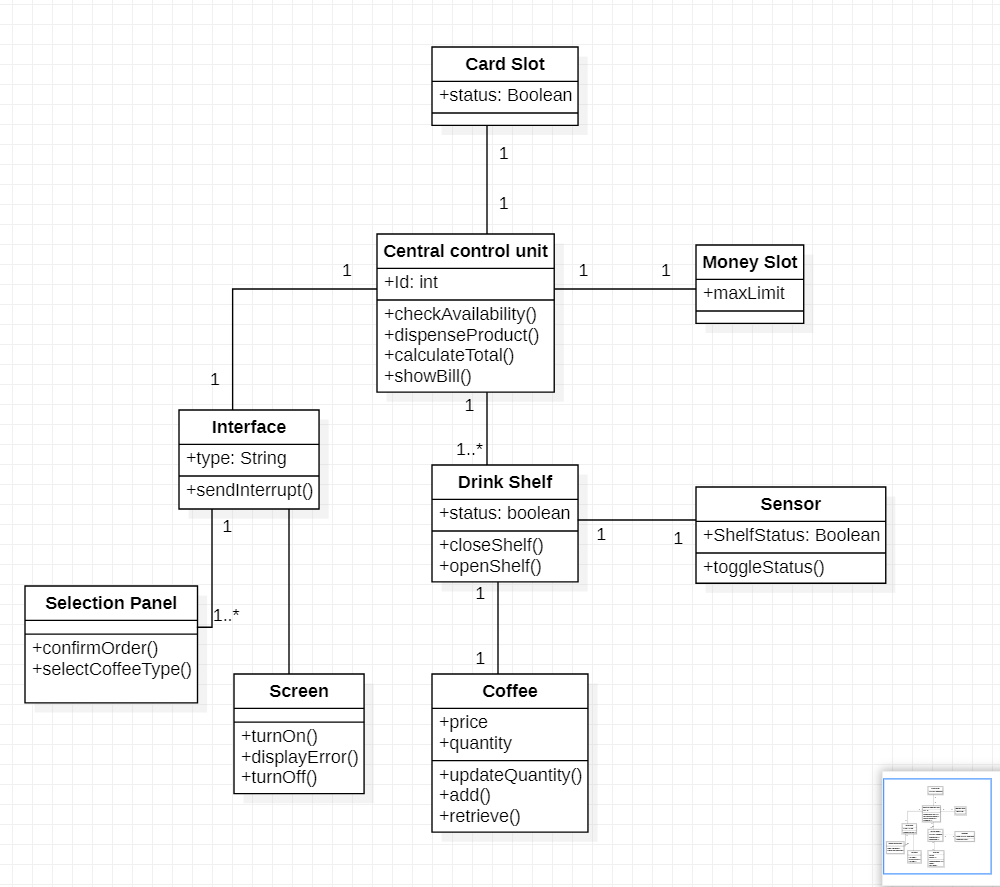 Card Slot
+status: Boolean
1
1
Central control unit
+Id: int
+checkAvailability()
+dispenseProduct()
+calculateTotal()
+showBill()
1
1
Money Slot
+maxLimit
1
1
Interface
+type: String
+sendInterrupt()
1
1..*
Drink Shelf
+status: boolean
+closeShelf()
+openShelf()
1
1
Sensor
+ShelfStatus: Boolean
+toggleStatus()
1
1..*
Selection Panel
+confirmOrder()
+selectCoffeeType()
Screen
+turnOn()
+displayError()
+turnOff()
1
1
Coffee
+price
+quantity
+updateQuantity()
+add()
+retrieve()